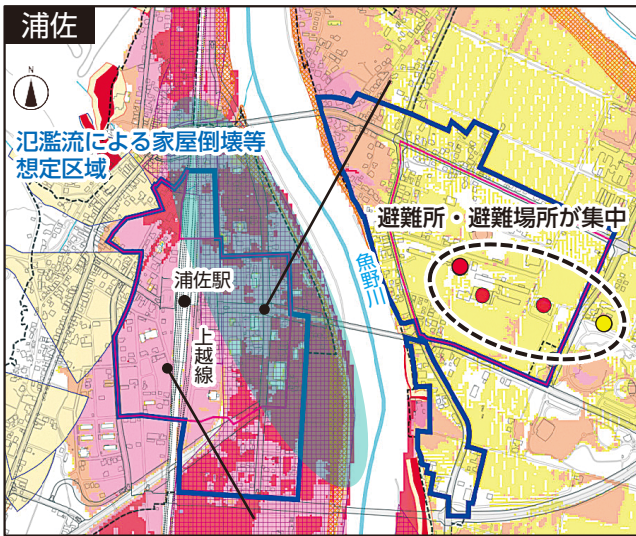 浦佐
N
氾濫流による家屋倒壊等
想定区域
避難所・避難場所が集中
魚野川
浦佐駅
上越線